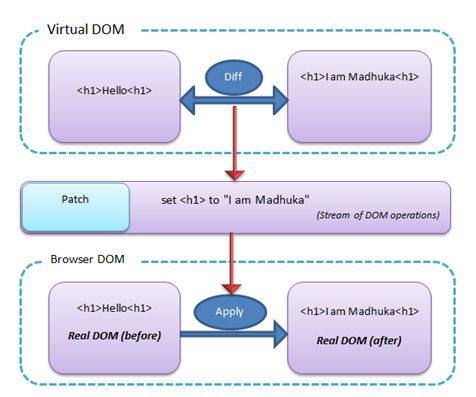 Virtual DOM
<h1>Hello<h1>
Diff
<h1>I am Madhuka<h1>
Patch
set <h1> to "I am Madhuka"
(Stream of DOM operations)
Browser DOM
<h1>Hello<h1>
Real DOM (before)
Apply
<h1>I am Madhuka<h1>
Real DOM (after)